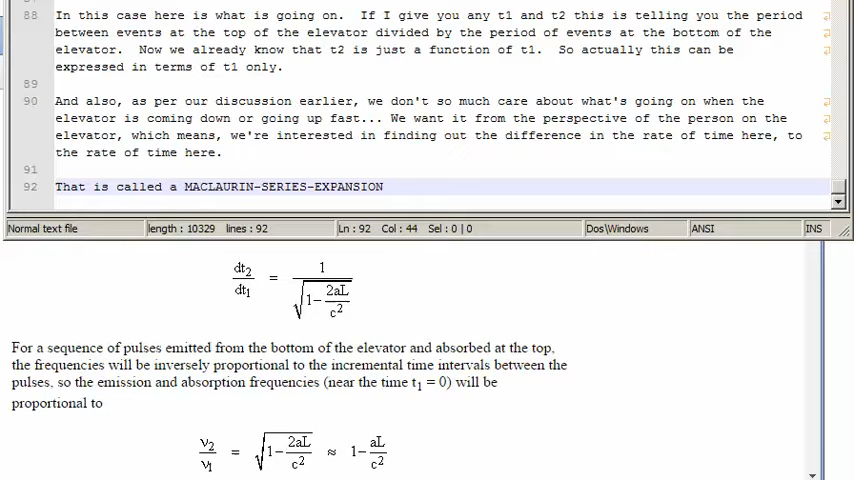 88 In this case here is what is going on. If I give you any t1 and t2 this is telling you the period
between events at the top of the elevator divided by the period of events at the bottom of the
elevator. Now we already know that t2 is just a function of t1. So actually this can be
expressed in terms of t1 only.
89
90 And also, as per our discussion earlier, we don't so much care about what's going on when the
elevator is coming down or going up fast... We want it from the perspective of the person on the
elevator, which means, we're interested in finding out the difference in the rate of time here, to
the rate of time here.
91
92 That is called a MACLAURIN-SERIES-EXPANSION
Normal text file length : 10329 lines : 92 Ln : 92 Col : 44 Sel : 0 | 0 Dos\Windows ANSI INS
dt₂/dt₁ = 1/√(1−2aL/c²)
For a sequence of pulses emitted from the bottom of the elevator and absorbed at the top,
the frequencies will be inversely proportional to the incremental time intervals between the
pulses, so the emission and absorption frequencies (near the time t₁ = 0) will be
proportional to
ν₂/ν₁ = √(1−2aL/c²) ≈ 1−aL/c²